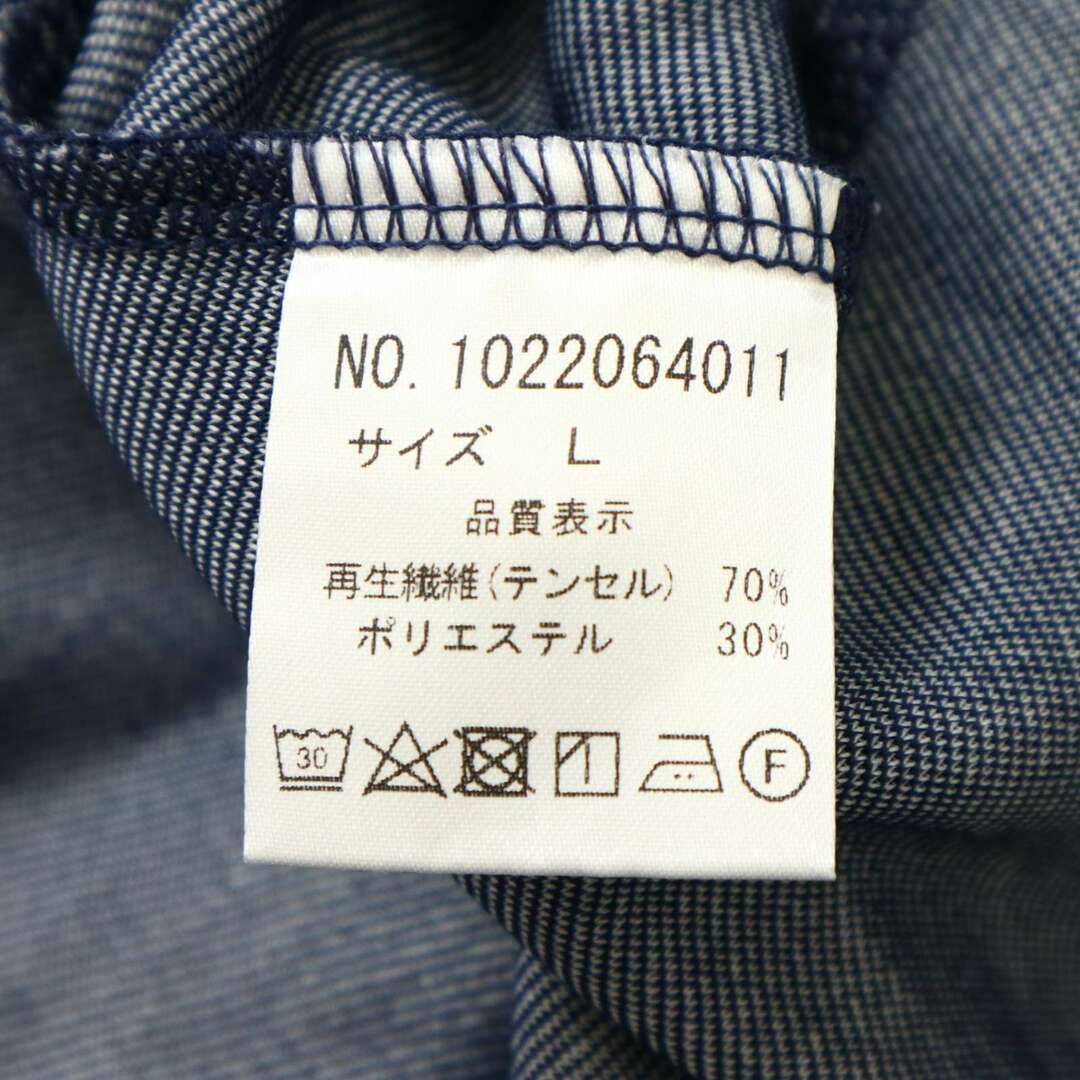 NO. 1022064011
サイズ L
品質表示
再生繊維(テンセル) 70%
ポリエステル 30%
30 F